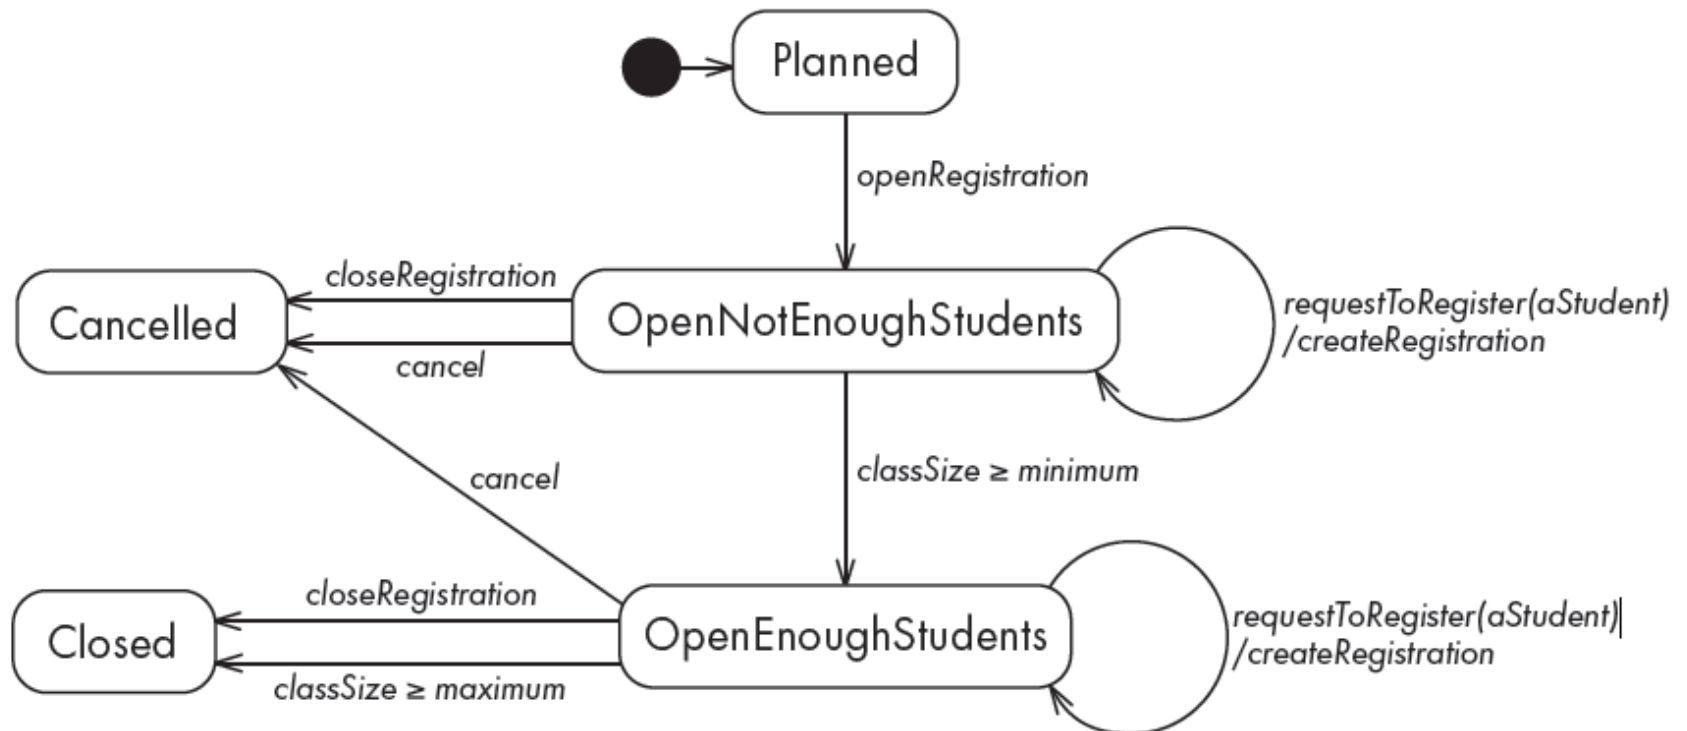 Planned
openRegistration
closeRegistration
Cancelled
OpenNotEnoughStudents
requestToRegister(aStudent)
/createRegistration
cancel
cancel
classSize ≥ minimum
closeRegistration
Closed
OpenEnoughStudents
requestToRegister(aStudent)
/createRegistration
classSize ≥ maximum